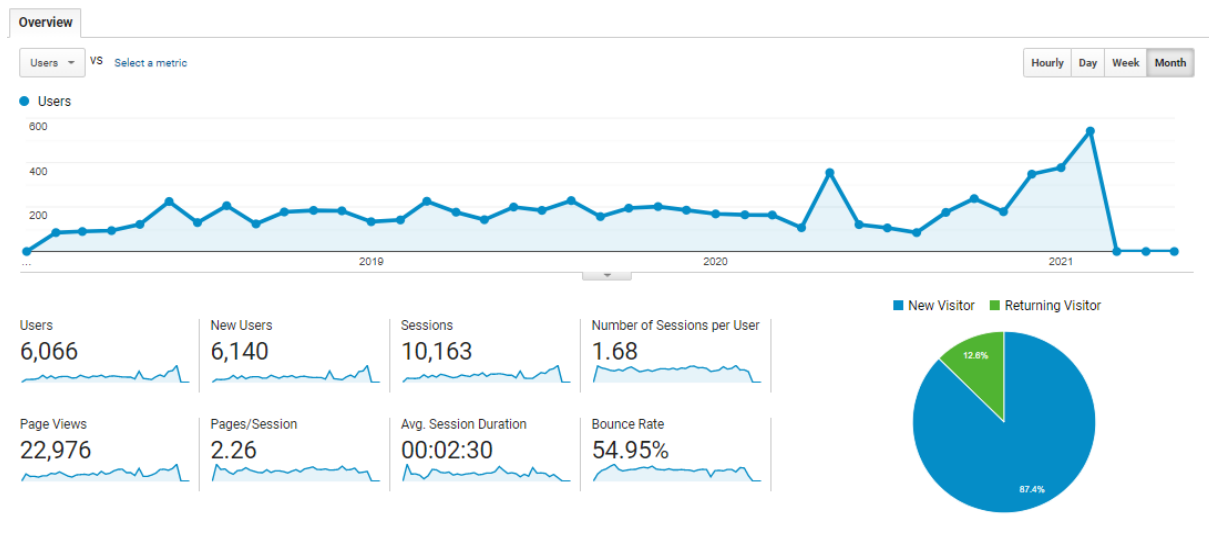 Overview
Users VS Select a metric
Hourly Day Week Month
Users
600
400
200
... 2019 2020 2021
New Visitor Returning Visitor
Users New Users Sessions Number of Sessions per User
6,066 6,140 10,163 1.68
12.6%
Page Views Pages/Session Avg. Session Duration Bounce Rate
22,976 2.26 00:02:30 54.95%
87.4%